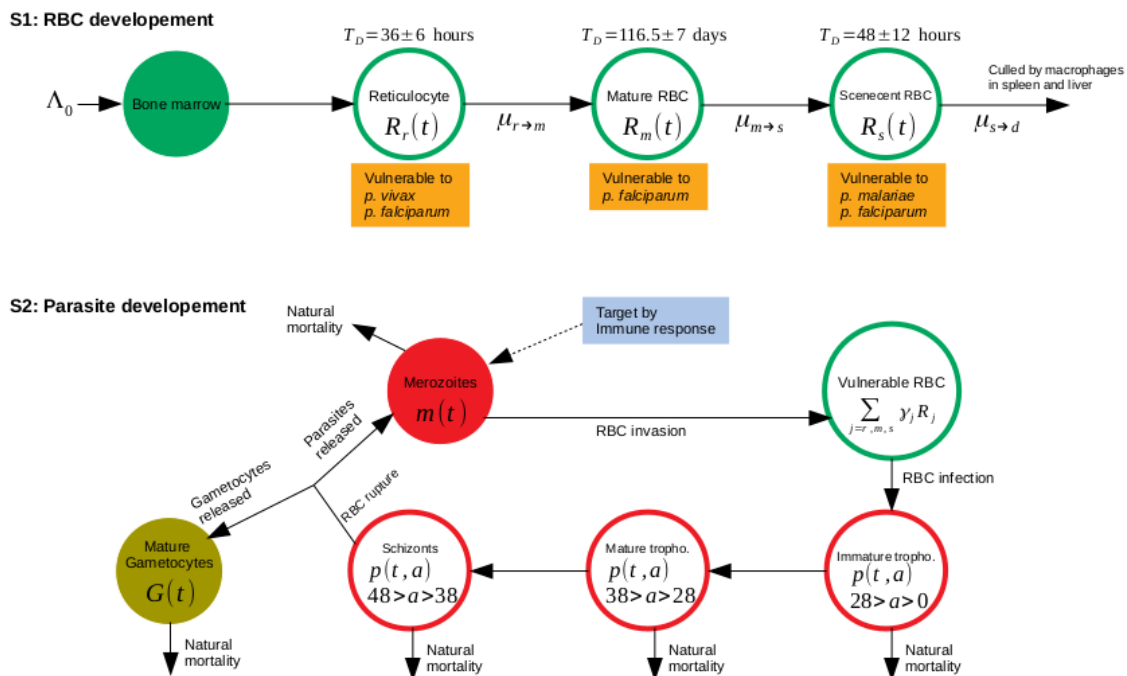 S1: RBC developement
T_D=36±6 hours
T_D=116.5±7 days
T_D=48±12 hours
Λ₀
Bone marrow
Reticulocyte
R_r(t)
μ_{r→m}
Mature RBC
R_m(t)
μ_{m→s}
Scenecent RBC
R_s(t)
Culled by macrophages
in spleen and liver
μ_{s→d}
Vulnerable to
p. vivax
p. falciparum
Vulnerable to
p. falciparum
Vulnerable to
p. malariae
p. falciparum
S2: Parasite developement
Natural
mortality
Target by
Immune response
Merozoites
m(t)
RBC invasion
Vulnerable RBC
∑ γ_j R_j
j=r,m,s
Parasites
released
Gametocytes
released
RBC rupture
RBC infection
Mature
Gametocytes
G(t)
Schizonts
p(t,a)
48>a>38
Mature tropho.
p(t,a)
38>a>28
Immature tropho.
p(t,a)
28>a>0
Natural
mortality
Natural
mortality
Natural
mortality
Natural
mortality